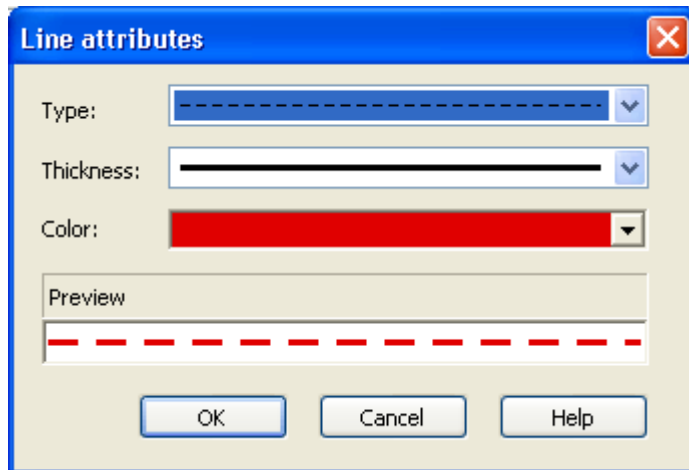 Line attributes
Type:
Thickness:
Color:
Preview
OK Cancel Help